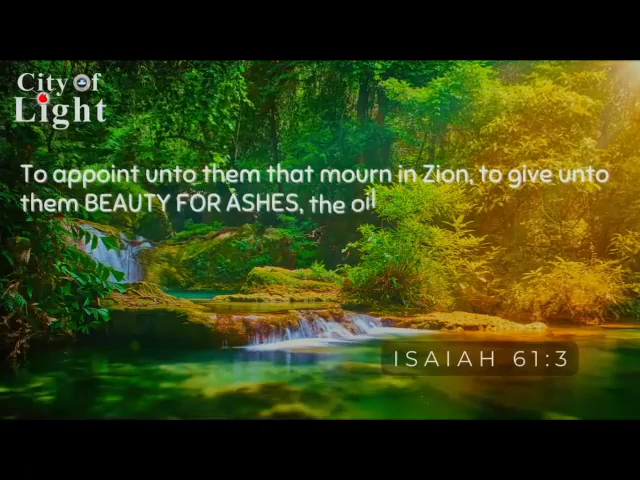 City of
Light
To appoint unto them that mourn in Zion, to give unto
them BEAUTY FOR ASHES, the oil
ISAIAH 61:3